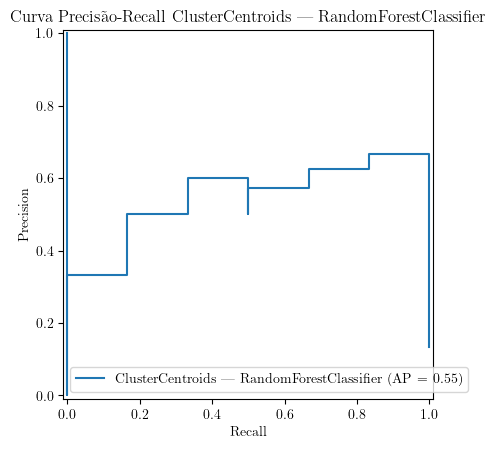 Curva Precisão-Recall ClusterCentroids — RandomForestClassifier
1.0
0.8
0.6
0.4
0.2
0.0
Precision
ClusterCentroids — RandomForestClassifier (AP = 0.55)
0.0 0.2 0.4 0.6 0.8 1.0
Recall